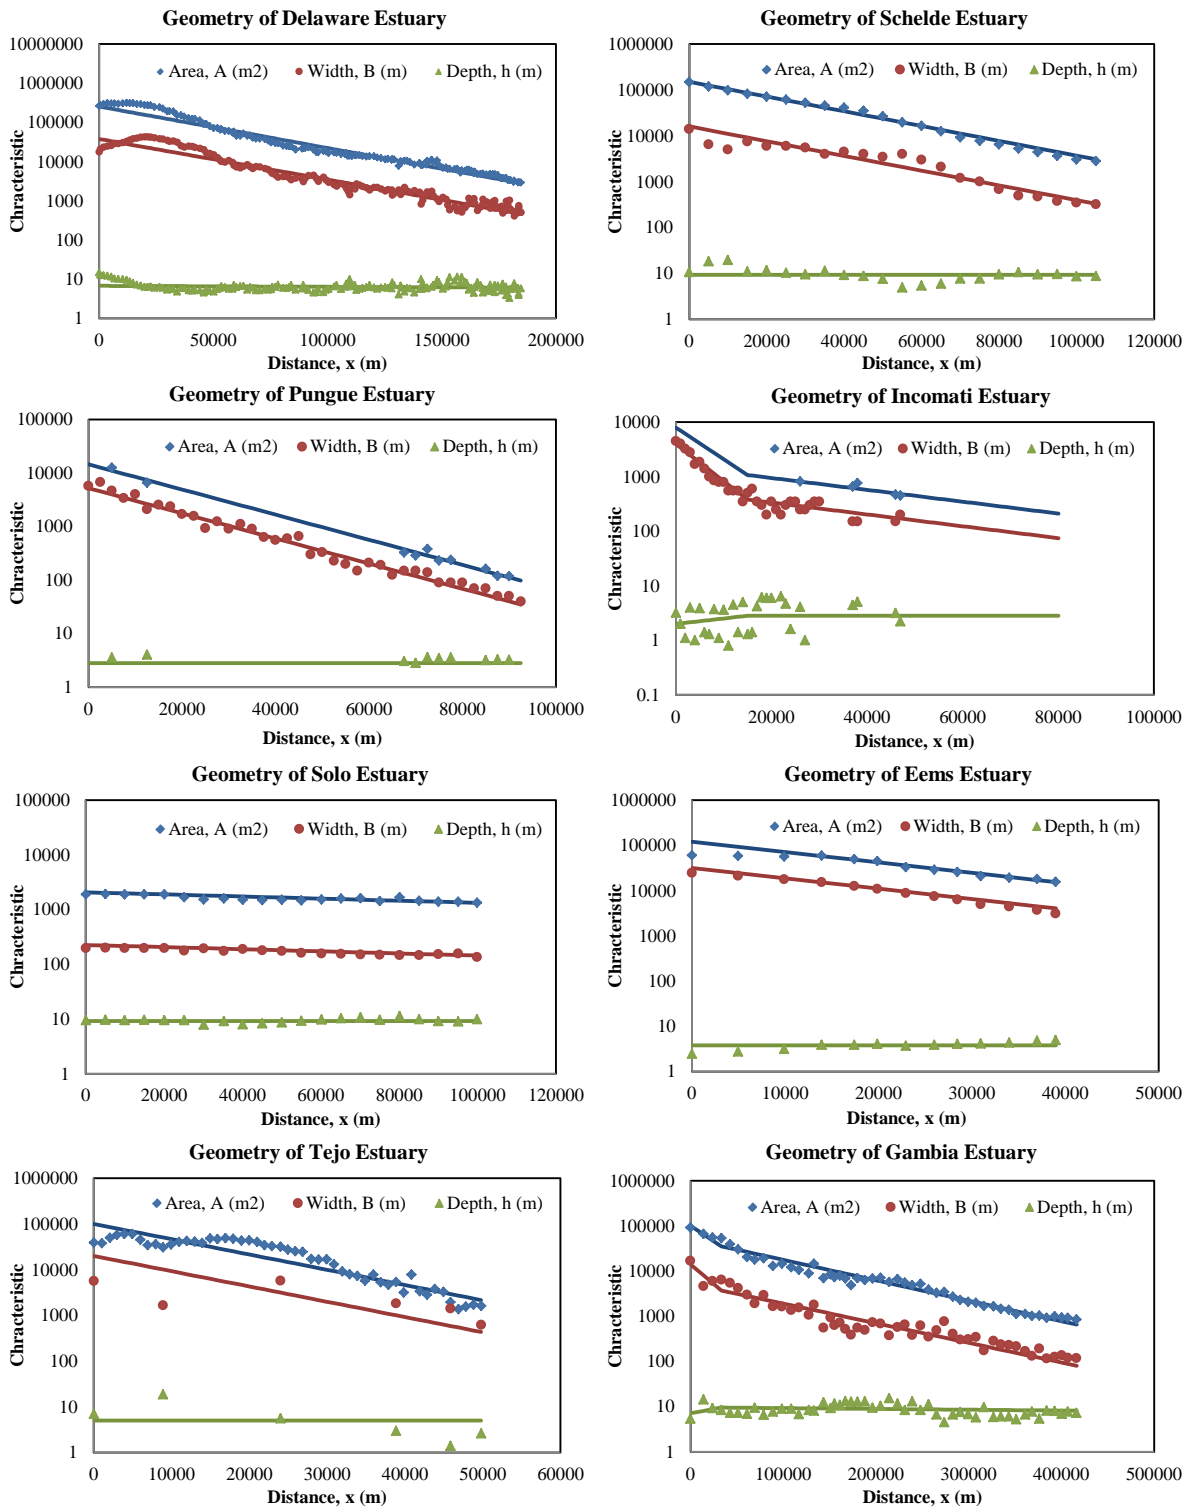 Geometry of Delaware Estuary
10000000
1000000
100000
10000
1000
100
10
1
Area, A (m2) Width, B (m) Depth, h (m)
Chracteristic
0 50000 100000 150000 200000
Distance, x (m)
Geometry of Schelde Estuary
1000000
100000
10000
1000
100
10
1
Area, A (m2) Width, B (m) Depth, h (m)
Chracteristic
0 20000 40000 60000 80000 100000 120000
Distance, x (m)
Geometry of Pungue Estuary
100000
10000
1000
100
10
1
Area, A (m2) Width, B (m) Depth, h (m)
Chracteristic
0 20000 40000 60000 80000 100000
Distance, x (m)
Geometry of Incomati Estuary
10000
1000
100
10
1
0.1
Area, A (m2) Width, B (m) Depth, h (m)
Chracteristic
0 20000 40000 60000 80000 100000
Distance, x (m)
Geometry of Solo Estuary
100000
10000
1000
100
10
1
Area, A (m2) Width, B (m) Depth, h (m)
Chracteristic
0 20000 40000 60000 80000 100000 120000
Distance, x (m)
Geometry of Eems Estuary
1000000
100000
10000
1000
100
10
1
Area, A (m2) Width, B (m) Depth, h (m)
Chracteristic
0 10000 20000 30000 40000 50000
Distance, x (m)
Geometry of Tejo Estuary
1000000
100000
10000
1000
100
10
1
Area, A (m2) Width, B (m) Depth, h (m)
Chracteristic
0 10000 20000 30000 40000 50000 60000
Distance, x (m)
Geometry of Gambia Estuary
1000000
100000
10000
1000
100
10
1
Area, A (m2) Width, B (m) Depth, h (m)
Chracteristic
0 100000 200000 300000 400000 500000
Distance, x (m)